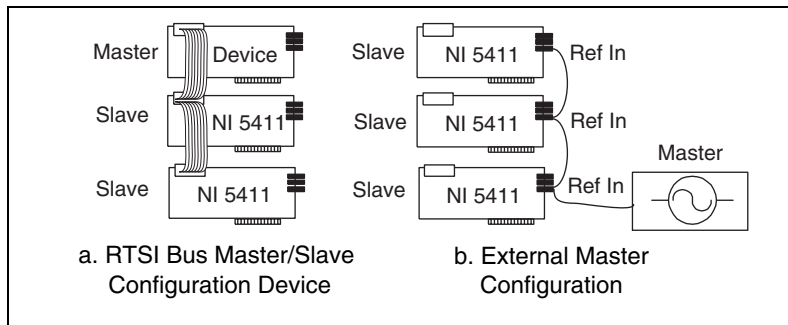 Master
Device
Slave
NI 5411
Slave
NI 5411
a. RTSI Bus Master/Slave
Configuration Device
Slave
NI 5411
Ref In
Slave
NI 5411
Ref In
Slave
NI 5411
Ref In
Master
b. External Master
Configuration